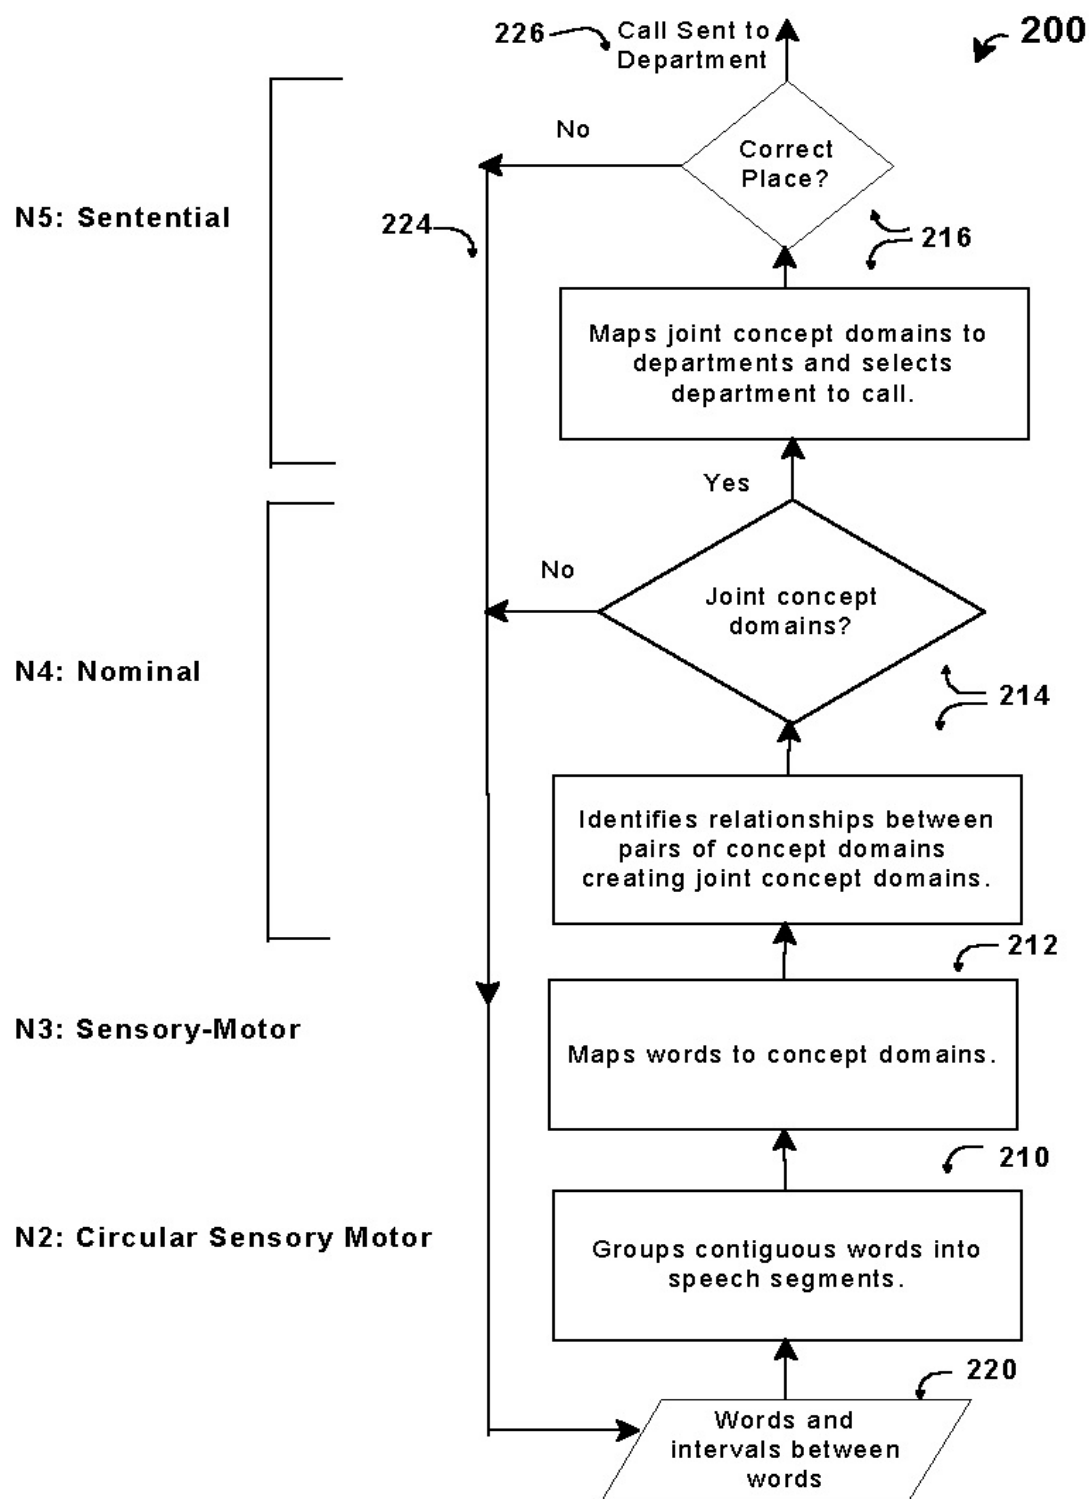 200
226
Call Sent to
Department
No
Correct
Place?
N5: Sentential
224
216
Maps joint concept domains to
departments and selects
department to call.
Yes
No
Joint concept
domains?
N4: Nominal
214
Identifies relationships between
pairs of concept domains
creating joint concept domains.
212
N3: Sensory-Motor
Maps words to concept domains.
210
N2: Circular Sensory Motor
Groups contiguous words into
speech segments.
220
Words and
intervals between
words